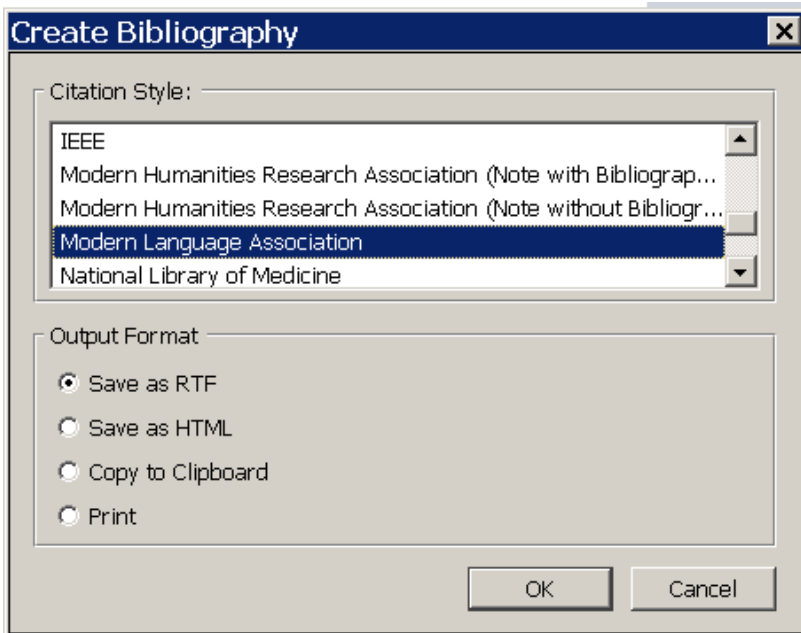 Create Bibliography
Citation Style:
IEEE
Modern Humanities Research Association (Note with Bibliograp...
Modern Humanities Research Association (Note without Bibliogr...
Modern Language Association
National Library of Medicine
Output Format
Save as RTF
Save as HTML
Copy to Clipboard
Print
OK Cancel